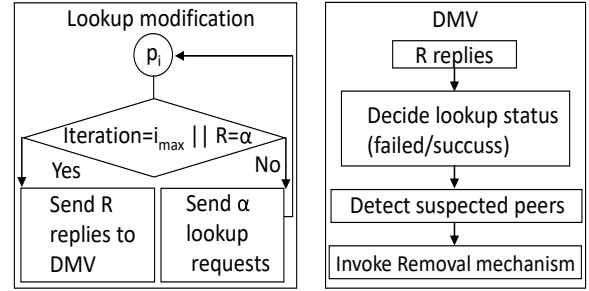 Lookup modification
pi
Iteration=imax || R=α
Yes
No
Send R
replies to
DMV
Send α
lookup
requests
DMV
R replies
Decide lookup status
(failed/succuss)
Detect suspected peers
Invoke Removal mechanism